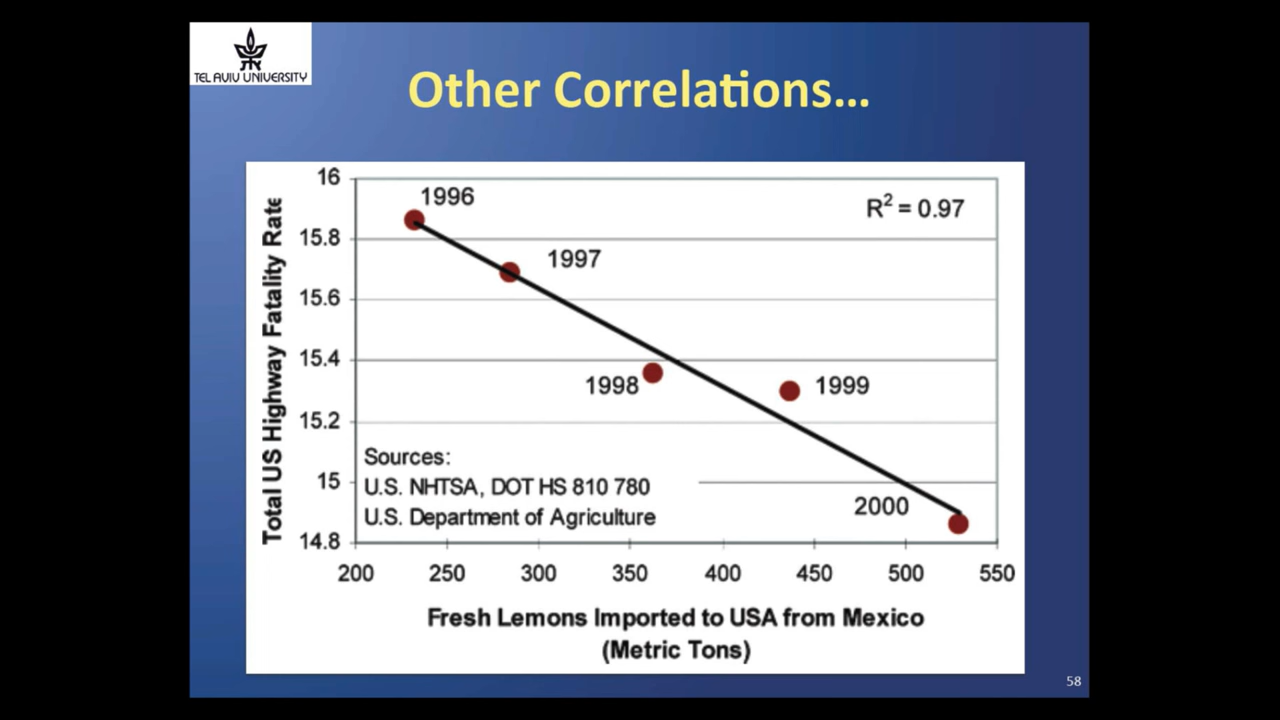 TEL AVIV UNIVERSITY
Other Correlations...
Total US Highway Fatality Rate
16
15.8
15.6
15.4
15.2
15
14.8
1996
R² = 0.97
1997
1998
1999
2000
Sources:
U.S. NHTSA, DOT HS 810 780
U.S. Department of Agriculture
200 250 300 350 400 450 500 550
Fresh Lemons Imported to USA from Mexico
(Metric Tons)
58